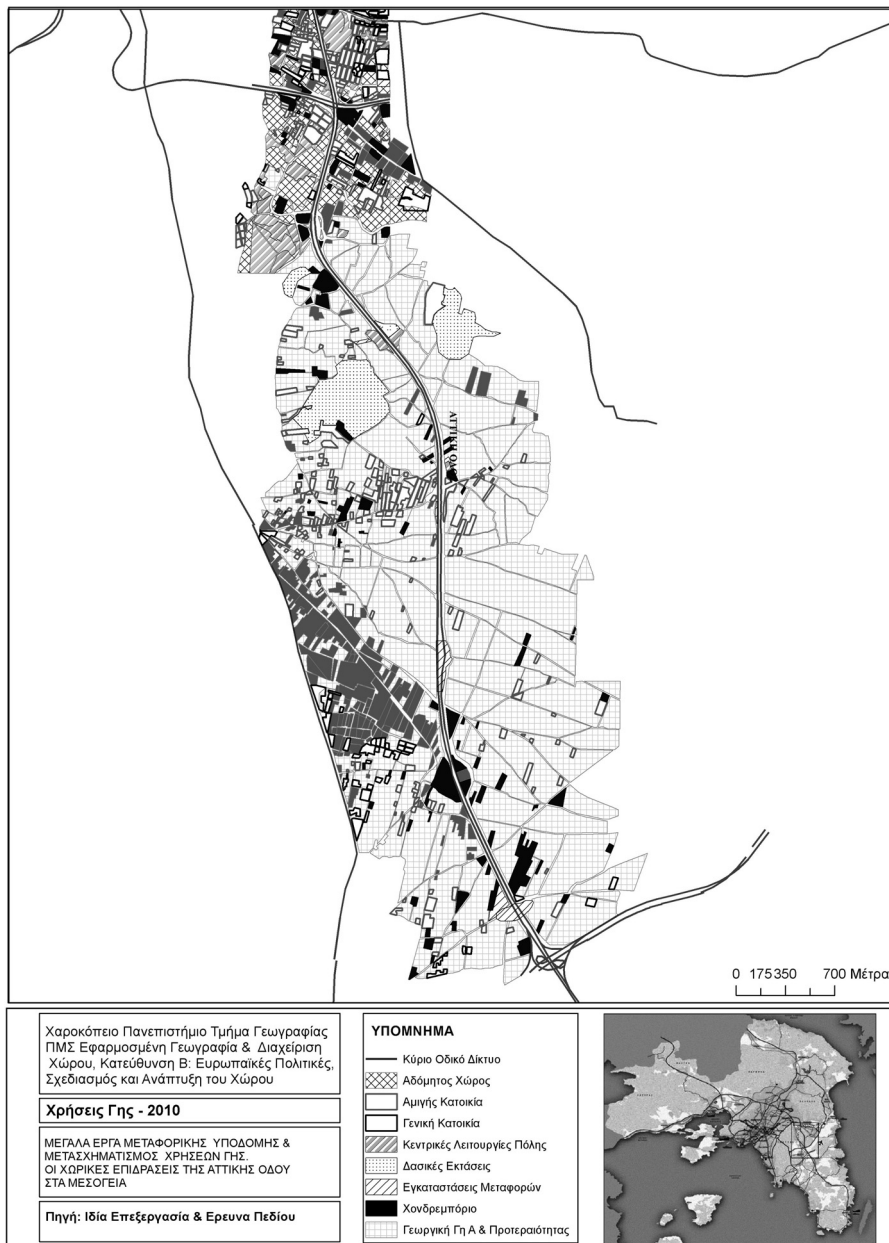 ΑΤΤΙΚΗ ΟΔΟΣ
0 175 350 700 Μέτρα
Χαροκόπειο Πανεπιστήμιο Τμήμα Γεωγραφίας
ΠΜΣ Εφαρμοσμένη Γεωγραφία & Διαχείριση
Χώρου, Κατεύθυνση Β: Ευρωπαϊκές Πολιτικές,
Σχεδιασμός και Ανάπτυξη του Χώρου
Χρήσεις Γης - 2010
ΜΕΓΑΛΑ ΕΡΓΑ ΜΕΤΑΦΟΡΙΚΗΣ ΥΠΟΔΟΜΗΣ &
ΜΕΤΑΣΧΗΜΑΤΙΣΜΟΣ ΧΡΗΣΕΩΝ ΓΗΣ.
ΟΙ ΧΩΡΙΚΕΣ ΕΠΙΔΡΑΣΕΙΣ ΤΗΣ ΑΤΤΙΚΗΣ ΟΔΟΥ
ΣΤΑ ΜΕΣΟΓΕΙΑ
Πηγή: Ιδία Επεξεργασία & Ερευνα Πεδίου
ΥΠΟΜΝΗΜΑ
Κύριο Οδικό Δίκτυο
Αδόμητος Χώρος
Αμιγής Κατοικία
Γενική Κατοικία
Κεντρικές Λειτουργίες Πόλης
Δασικές Εκτάσεις
Εγκαταστάσεις Μεταφορών
Χονδρεμπόριο
Γεωργική Γη Α & Προτεραιότητας